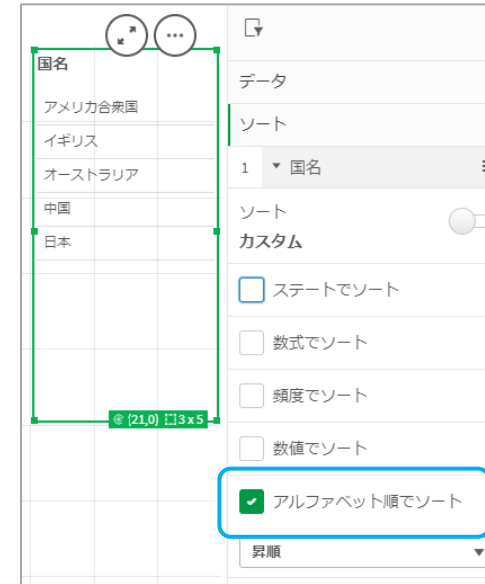 国名
アメリカ合衆国
イギリス
オーストラリア
中国
日本
(21,0) 3 x 5
データ
ソート
1 国名
ソート
カスタム
ステートでソート
数式でソート
頻度でソート
数値でソート
アルファベット順でソート
昇順